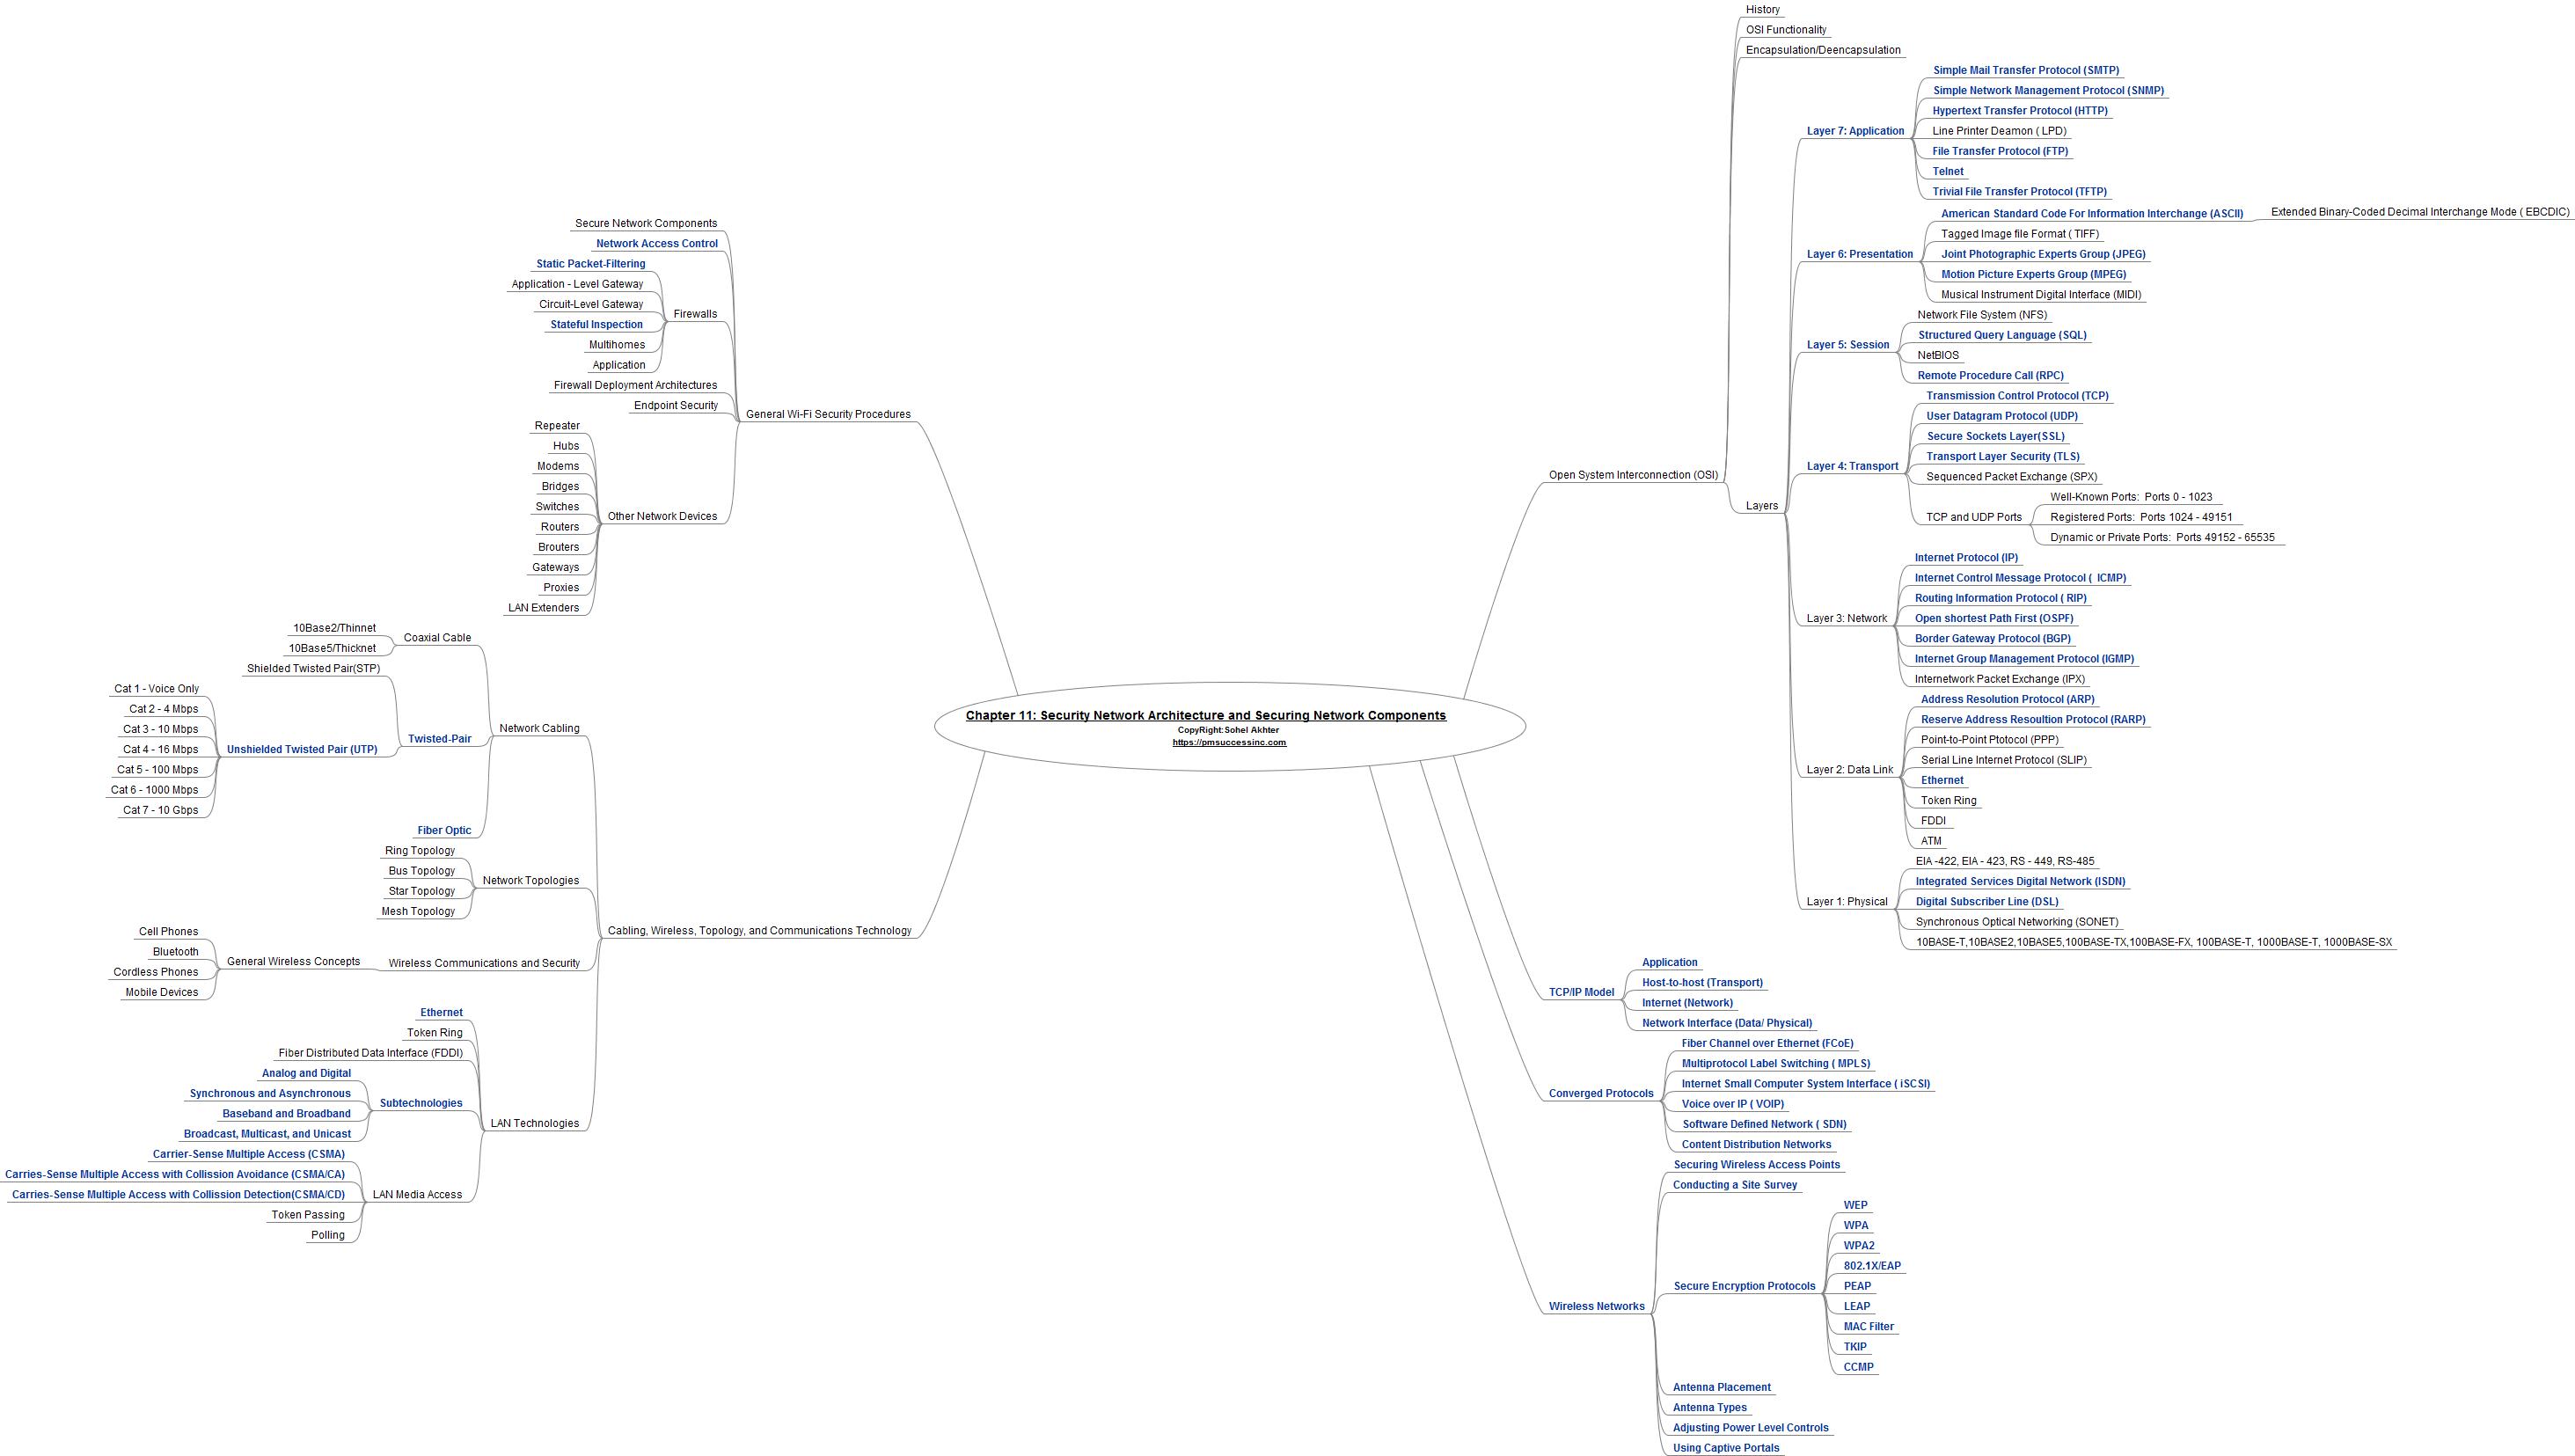 Chapter 11: Security Network Architecture and Securing Network Components
CopyRight:Sohel Akhter
https://pmsuccessinc.com
Open System Interconnection (OSI)
History
OSI Functionality
Encapsulation/Deencapsulation
Layers
Layer 7: Application
Simple Mail Transfer Protocol (SMTP)
Simple Network Management Protocol (SNMP)
Hypertext Transfer Protocol (HTTP)
Line Printer Deamon ( LPD)
File Transfer Protocol (FTP)
Telnet
Trivial File Transfer Protocol (TFTP)
Layer 6: Presentation
American Standard Code For Information Interchange (ASCII)
Extended Binary-Coded Decimal Interchange Mode ( EBCDIC)
Tagged Image file Format ( TIFF)
Joint Photographic Experts Group (JPEG)
Motion Picture Experts Group (MPEG)
Musical Instrument Digital Interface (MIDI)
Layer 5: Session
Network File System (NFS)
Structured Query Language (SQL)
NetBIOS
Remote Procedure Call (RPC)
Layer 4: Transport
Transmission Control Protocol (TCP)
User Datagram Protocol (UDP)
Secure Sockets Layer(SSL)
Transport Layer Security (TLS)
Sequenced Packet Exchange (SPX)
TCP and UDP Ports
Well-Known Ports: Ports 0 - 1023
Registered Ports: Ports 1024 - 49151
Dynamic or Private Ports: Ports 49152 - 65535
Layer 3: Network
Internet Protocol (IP)
Internet Control Message Protocol ( ICMP)
Routing Information Protocol ( RIP)
Open shortest Path First (OSPF)
Border Gateway Protocol (BGP)
Internet Group Management Protocol (IGMP)
Internetwork Packet Exchange (IPX)
Layer 2: Data Link
Address Resolution Protocol (ARP)
Reserve Address Resoultion Protocol (RARP)
Point-to-Point Ptotocol (PPP)
Serial Line Internet Protocol (SLIP)
Ethernet
Token Ring
FDDI
ATM
Layer 1: Physical
EIA -422, EIA - 423, RS - 449, RS-485
Integrated Services Digital Network (ISDN)
Digital Subscriber Line (DSL)
Synchronous Optical Networking (SONET)
10BASE-T,10BASE2,10BASE5,100BASE-TX,100BASE-FX, 100BASE-T, 1000BASE-T, 1000BASE-SX
TCP/IP Model
Application
Host-to-host (Transport)
Internet (Network)
Network Interface (Data/ Physical)
Converged Protocols
Fiber Channel over Ethernet (FCoE)
Multiprotocol Label Switching ( MPLS)
Internet Small Computer System Interface ( iSCSI)
Voice over IP ( VOIP)
Software Defined Network ( SDN)
Content Distribution Networks
Wireless Networks
Securing Wireless Access Points
Conducting a Site Survey
Secure Encryption Protocols
WEP
WPA
WPA2
802.1X/EAP
PEAP
LEAP
MAC Filter
TKIP
CCMP
Antenna Placement
Antenna Types
Adjusting Power Level Controls
Using Captive Portals
General Wi-Fi Security Procedures
Secure Network Components
Network Access Control
Firewalls
Static Packet-Filtering
Application - Level Gateway
Circuit-Level Gateway
Stateful Inspection
Multihomes
Application
Firewall Deployment Architectures
Endpoint Security
Other Network Devices
Repeater
Hubs
Modems
Bridges
Switches
Routers
Brouters
Gateways
Proxies
LAN Extenders
Cabling, Wireless, Topology, and Communications Technology
Network Cabling
Coaxial Cable
10Base2/Thinnet
10Base5/Thicknet
Twisted-Pair
Shielded Twisted Pair(STP)
Unshielded Twisted Pair (UTP)
Cat 1 - Voice Only
Cat 2 - 4 Mbps
Cat 3 - 10 Mbps
Cat 4 - 16 Mbps
Cat 5 - 100 Mbps
Cat 6 - 1000 Mbps
Cat 7 - 10 Gbps
Fiber Optic
Network Topologies
Ring Topology
Bus Topology
Star Topology
Mesh Topology
Wireless Communications and Security
General Wireless Concepts
Cell Phones
Bluetooth
Cordless Phones
Mobile Devices
LAN Technologies
Ethernet
Token Ring
Fiber Distributed Data Interface (FDDI)
Subtechnologies
Analog and Digital
Synchronous and Asynchronous
Baseband and Broadband
Broadcast, Multicast, and Unicast
LAN Media Access
Carrier-Sense Multiple Access (CSMA)
Carries-Sense Multiple Access with Collission Avoidance (CSMA/CA)
Carries-Sense Multiple Access with Collission Detection(CSMA/CD)
Token Passing
Polling